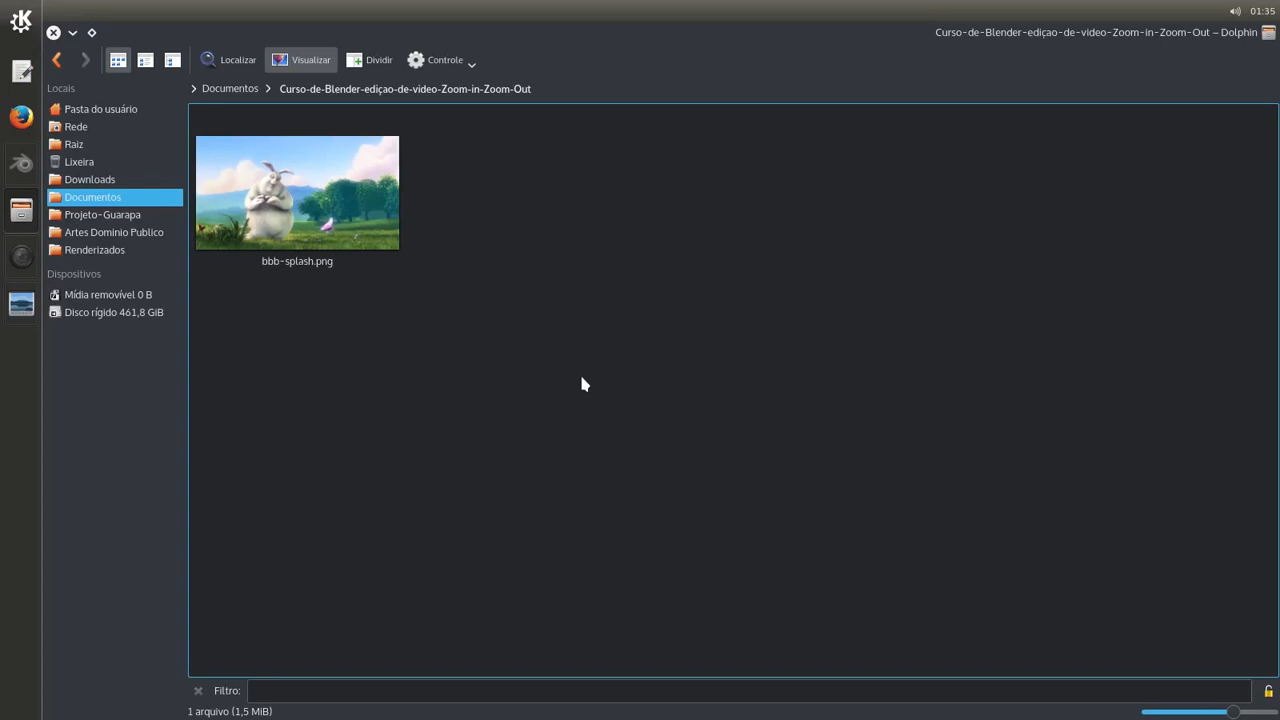 01:35
Curso-de-Blender-ediçao-de-video-Zoom-in-Zoom-Out – Dolphin
Localizar
Visualizar
Dividir
Controle
Locais
Documentos
Curso-de-Blender-ediçao-de-video-Zoom-in-Zoom-Out
Pasta do usuário
Rede
Raiz
Lixeira
Downloads
Documentos
Projeto-Guarapa
Artes Dominio Publico
Renderizados
Dispositivos
Mídia removível 0 B
Disco rígido 461,8 GiB
bbb-splash.png
Filtro:
1 arquivo (1,5 MiB)